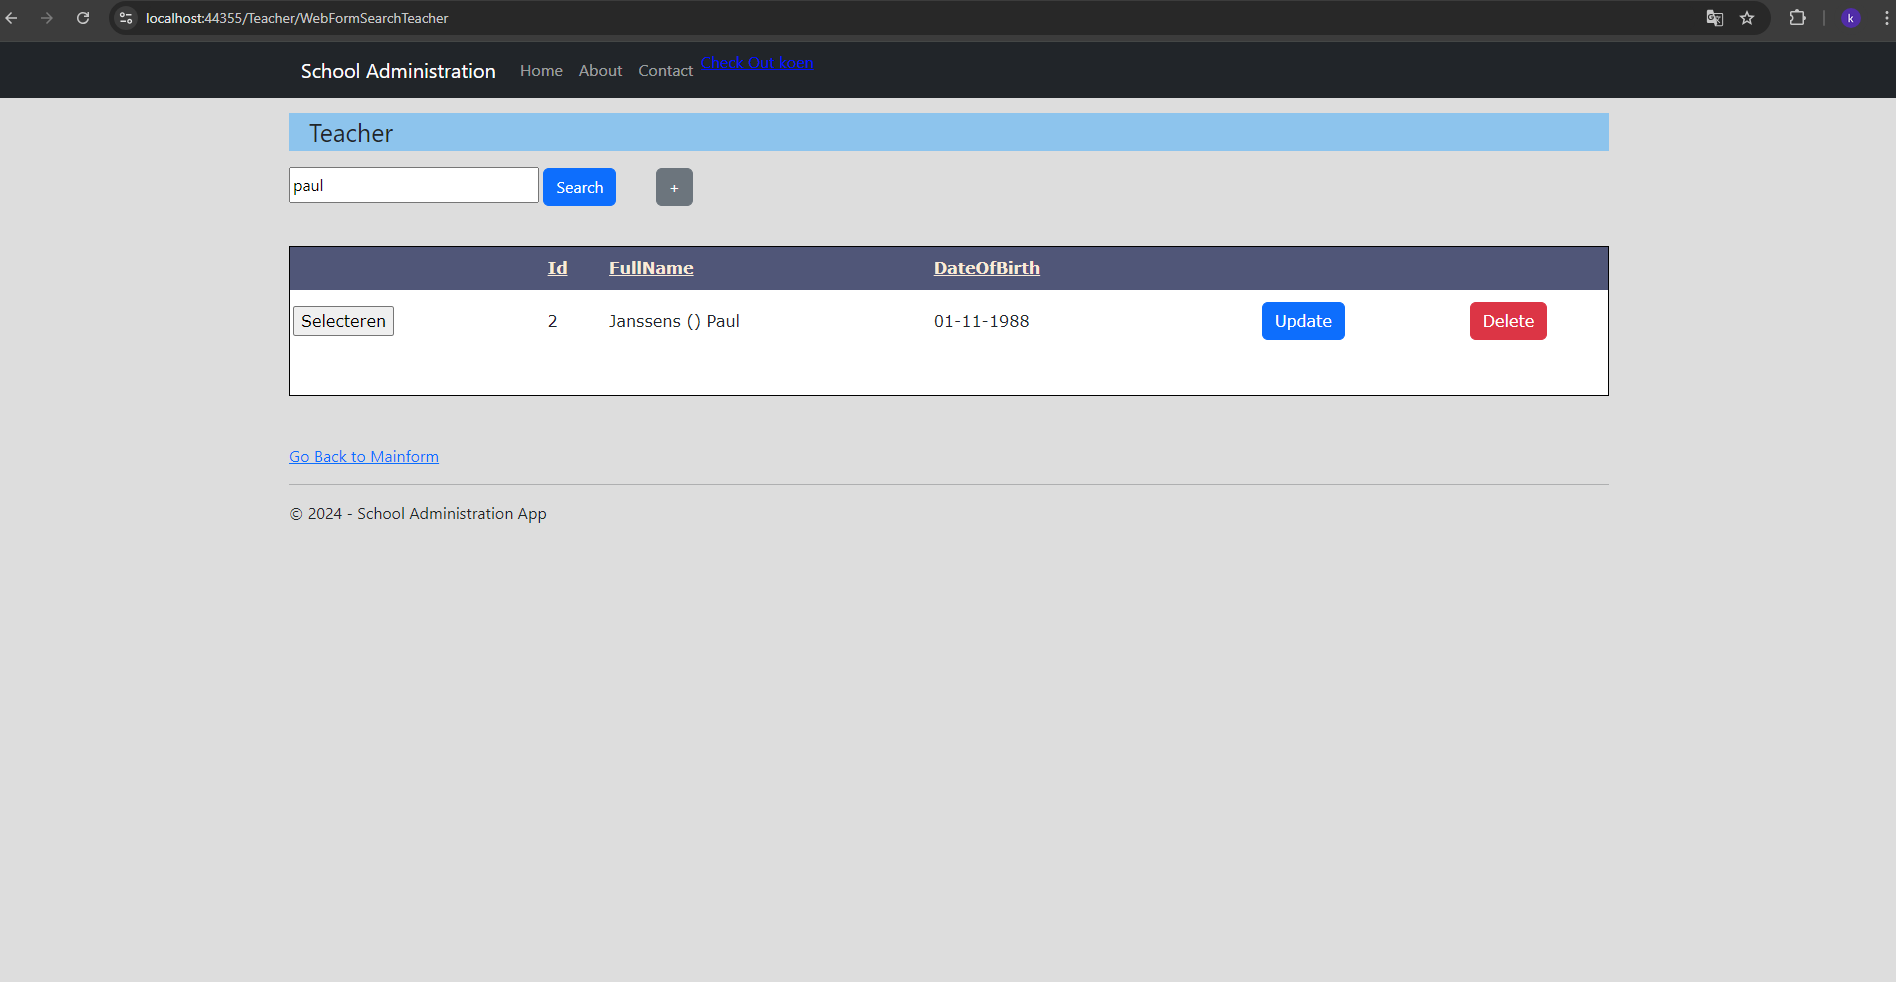 localhost:44355/Teacher/WebFormSearchTeacher
k
School Administration Home About Contact Check Out koen
Teacher
paul Search +
Id FullName DateOfBirth
Selecteren 2 Janssens () Paul 01-11-1988 Update Delete
Go Back to Mainform
© 2024 - School Administration App